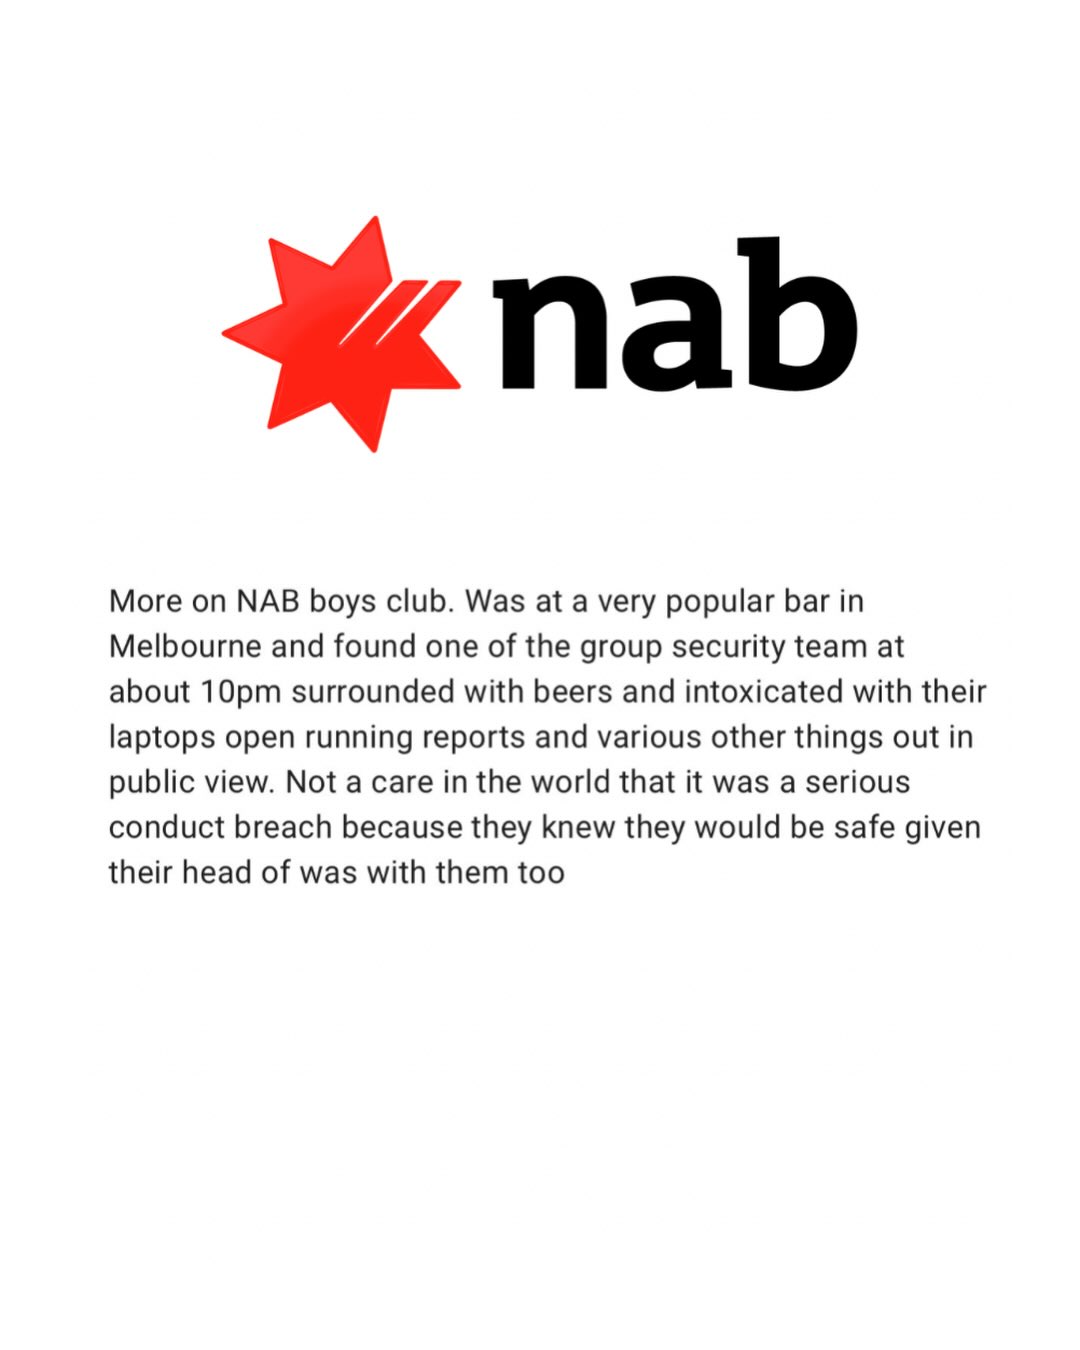 nab
More on NAB boys club. Was at a very popular bar in
Melbourne and found one of the group security team at
about 10pm surrounded with beers and intoxicated with their
laptops open running reports and various other things out in
public view. Not a care in the world that it was a serious
conduct breach because they knew they would be safe given
their head of was with them too